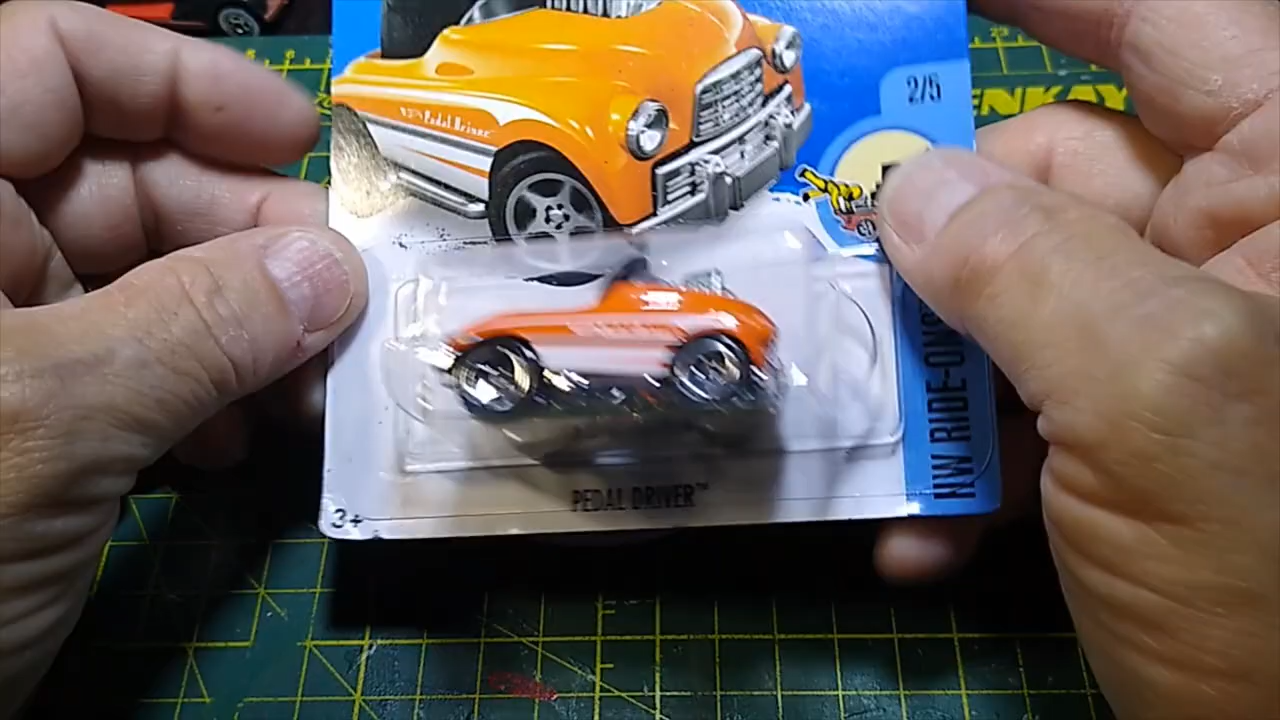 2/5
ENKAY
Pedal Driver
PEDAL DRIVER™
HW RIDE-ONS
3+